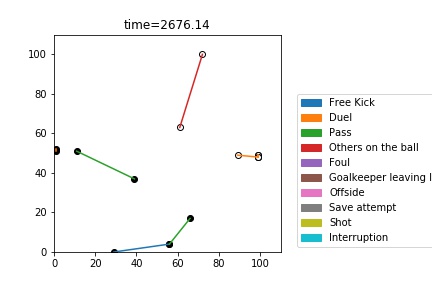 time=2676.14
100
80
60
40
20
0
0 20 40 60 80 100
Free Kick
Duel
Pass
Others on the ball
Foul
Goalkeeper leaving l
Offside
Save attempt
Shot
Interruption